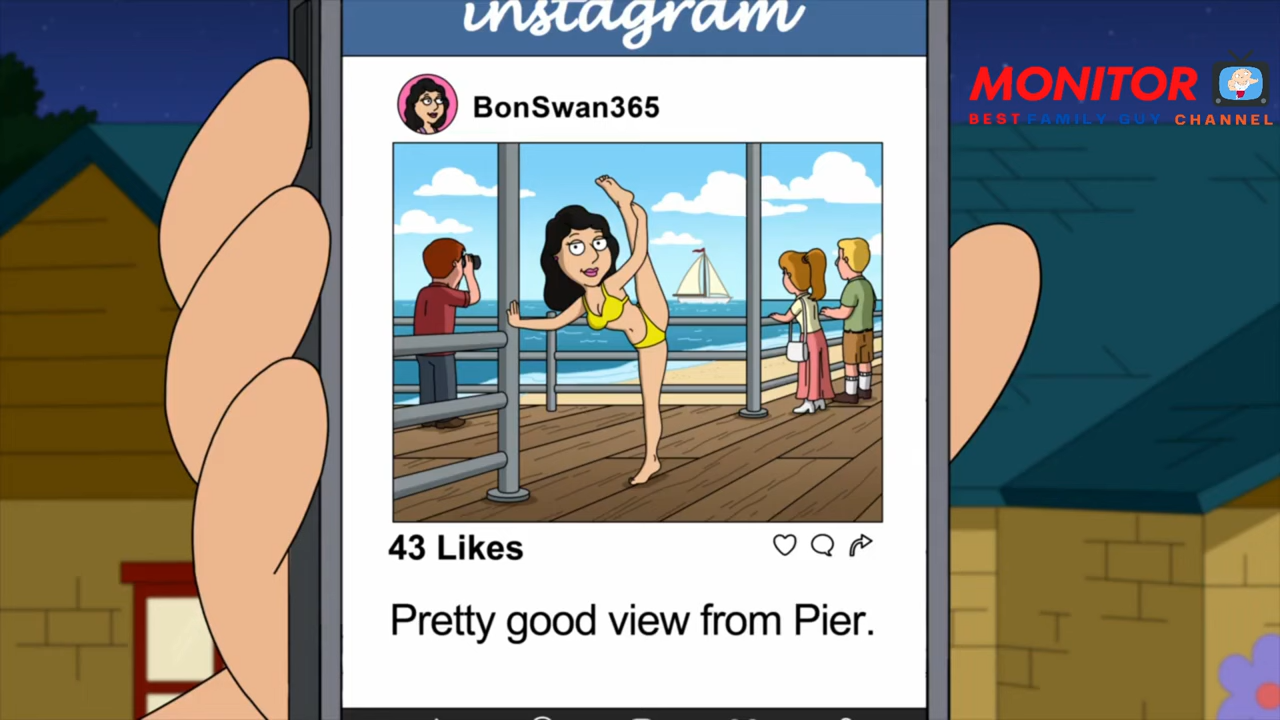 instagram
MONITOR
BEST FAMILY GUY CHANNEL
BonSwan365
43 Likes
Pretty good view from Pier.